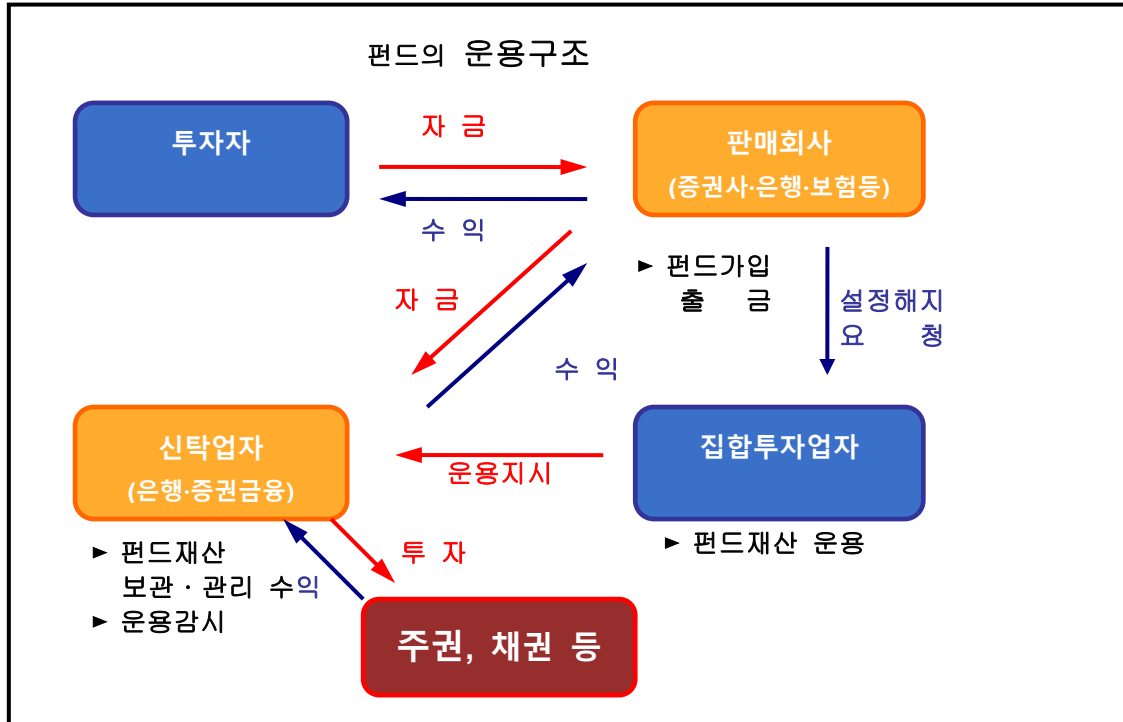 펀드의 운용구조
투자자
자 금
판매회사
(증권사·은행·보험등)
수 익
► 펀드가입
출 금
설정해지
요 청
자 금
수 익
신탁업자
(은행·증권금융)
집합투자업자
운용지시
► 펀드재산
보관·관리 수익
► 운용감시
투 자
► 펀드재산 운용
주권, 채권 등